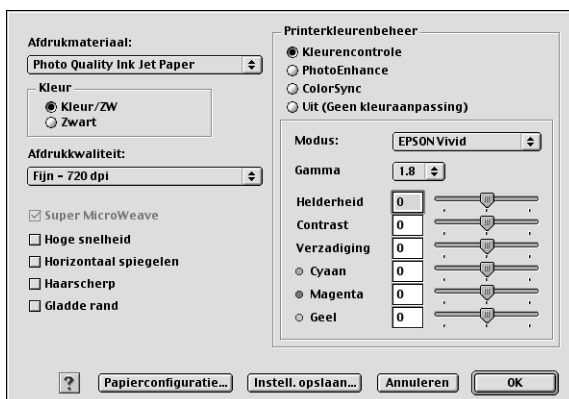 Afdrukmateriaal:
Photo Quality Ink Jet Paper
Kleur
Kleur/ZW
Zwart
Afdrukkwaliteit:
Fijn - 720 dpi
Super MicroWeave
Hoge snelheid
Horizontaal spiegelen
Haarscherp
Gladde rand
Printerkleurenbeheer
Kleurencontrole
PhotoEnhance
ColorSync
Uit (Geen kleuraanpassing)
Modus: EPSON Vivid
Gamma 1.8
Helderheid 0
Contrast 0
Verzadiging 0
Cyaan 0
Magenta 0
Geel 0
? Papierconfiguratie... Instell. opslaan... Annuleren OK